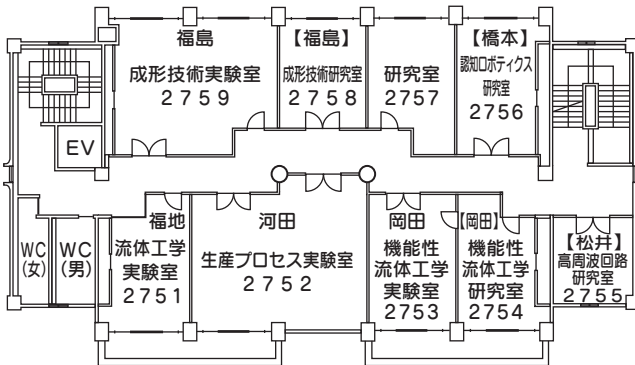 福島
成形技術実験室
2759
【福島】
成形技術研究室
2758
研究室
2757
【橋本】
認知ロボティクス
研究室
2756
EV
WC
(女)
WC
(男)
福地
流体工学
実験室
2751
河田
生産プロセス実験室
2752
岡田
機能性
流体工学
実験室
2753
【岡田】
機能性
流体工学
研究室
2754
【松井】
高周波回路
研究室
2755